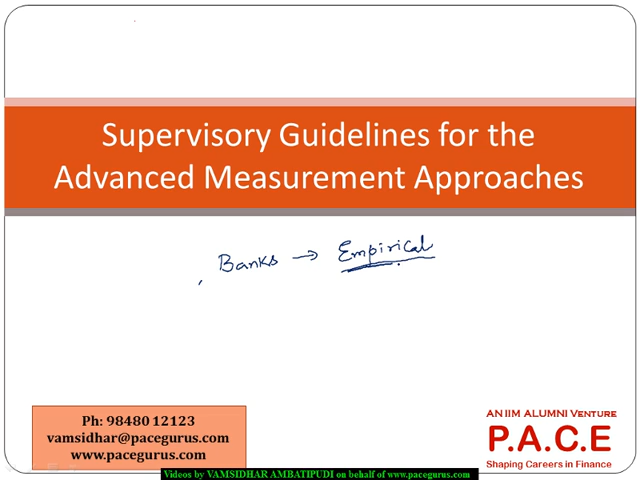 Supervisory Guidelines for the
Advanced Measurement Approaches
Banks → Empirical
Ph: 98480 12123
vamsidhar@pacegurus.com
www.pacegurus.com
AN IIM ALUMNI VENTURE
P.A.C.E
Shaping Careers in Finance
Videos by VAMSIDHAR AMBATIPUDI on behalf of www.pacegurus.com